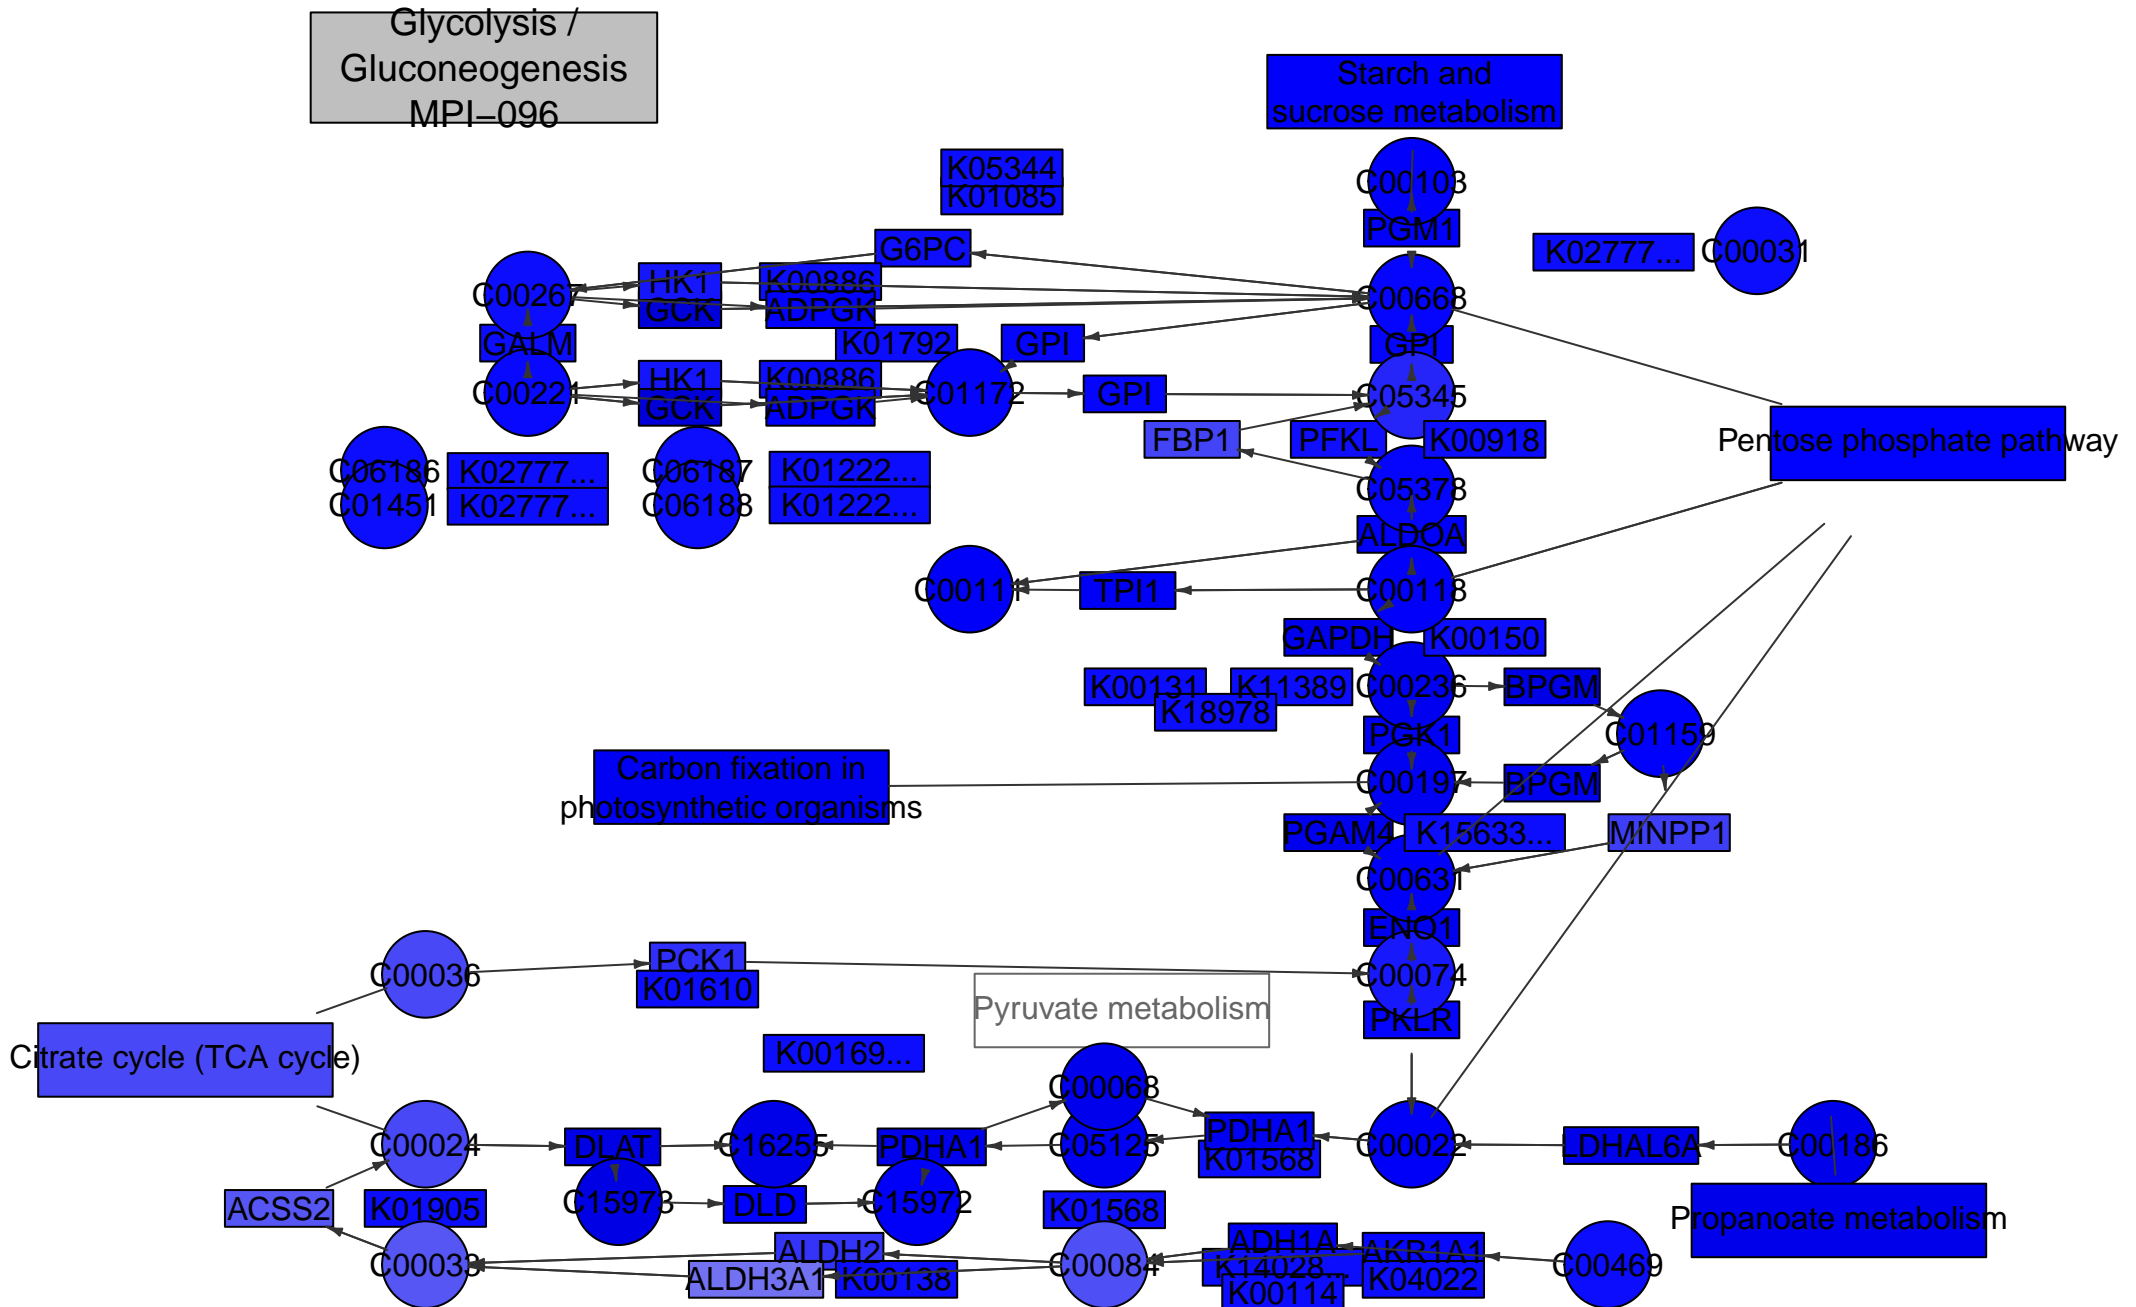 Glycolysis /
Gluconeogenesis
MPI−096
Starch and
sucrose metabolism
K05344
K01085
C00103
PGM1
G6PC
K02777...
C00031
C00267
HK1
K00886
C00668
GCK
ADPGK
GALM
K01792
GPI
GPI
C00221
HK1
K00886
C01172
GPI
C05345
GCK
ADPGK
FBP1
PFKL
K00918
Pentose phosphate pathway
C06186
K02777...
C06187
K01222...
C01451
K02777...
C06188
K01222...
C05378
ALDOA
C00111
TPI1
C00118
GAPDH
K00150
K00131
K11389
C00236
BPGM
K18978
PGK1
C01159
Carbon fixation in
photosynthetic organisms
C00197
BPGM
PGAM4
K15633...
MINPP1
C00631
ENO1
C00036
PCK1
K01610
C00074
Pyruvate metabolism
PKLR
Citrate cycle (TCA cycle)
K00169...
C00068
C00024
DLAT
C16255
PDHA1
C05125
PDHA1
K01568
C00022
LDHAL6A
C00186
ACSS2
K01905
C15973
DLD
C15972
K01568
Propanoate metabolism
C00033
ALDH2
ALDH3A1
K00138
C00084
ADH1A
K14028...
K00114
AKR1A1
K04022
C00469